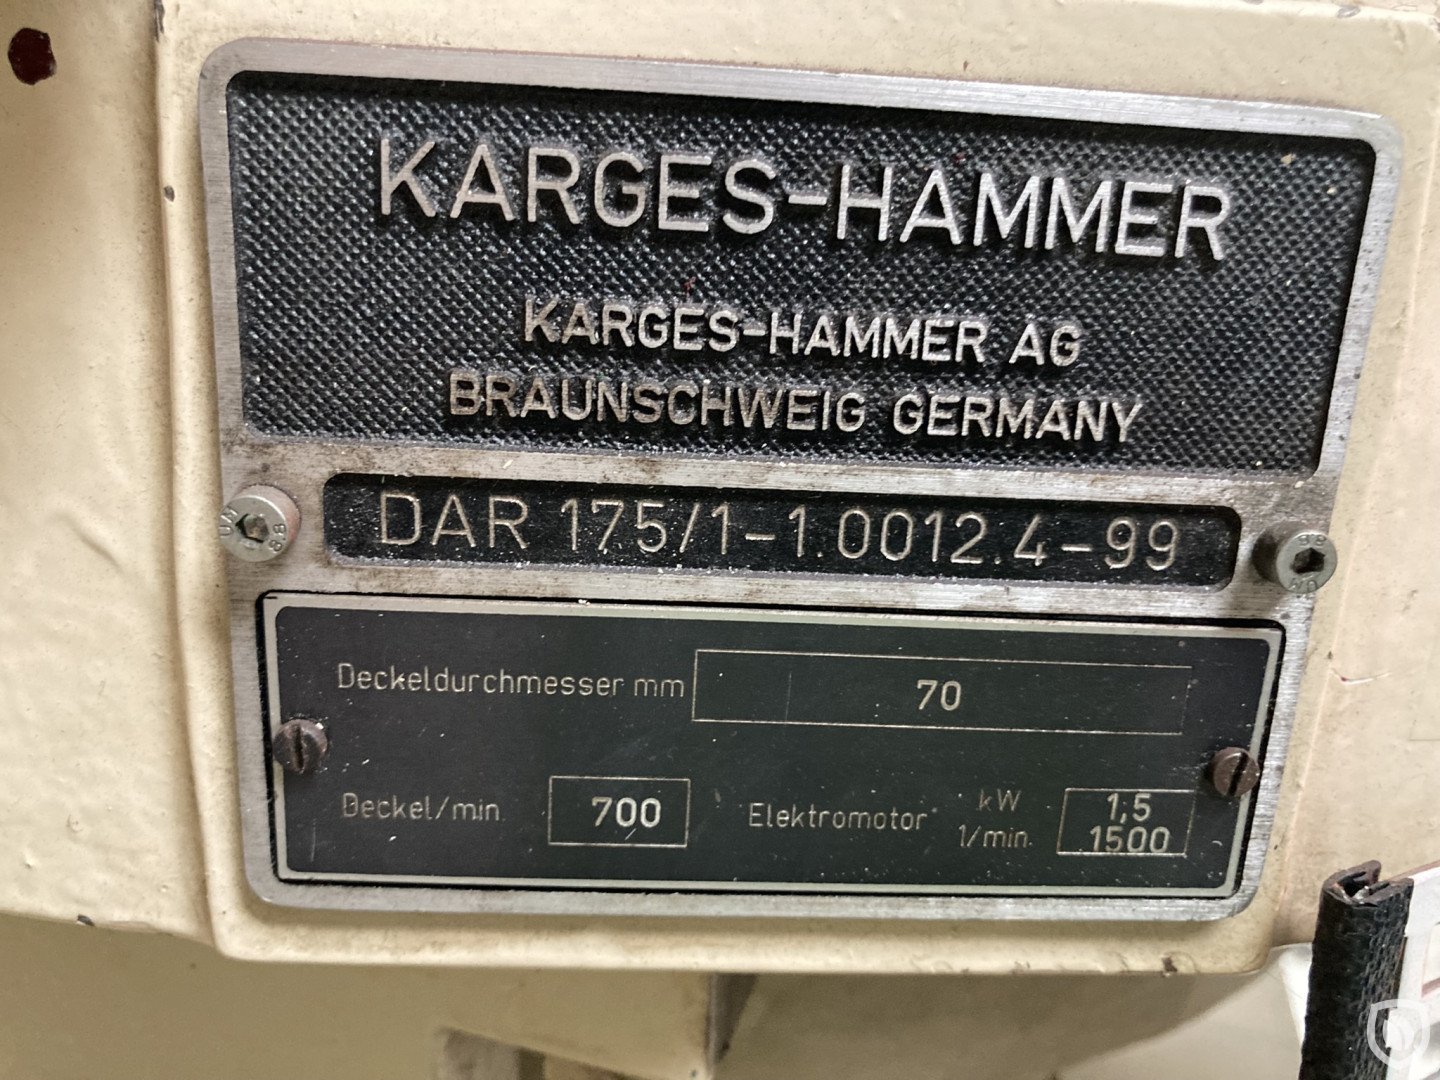 KARGES-HAMMER
KARGES-HAMMER AG
BRAUNSCHWEIG GERMANY
DAR 175/1-1.0012.4-99
Deckeldurchmesser mm 70
Deckel/min. 700 Elektromotor kW 1,5
1/min. 1500